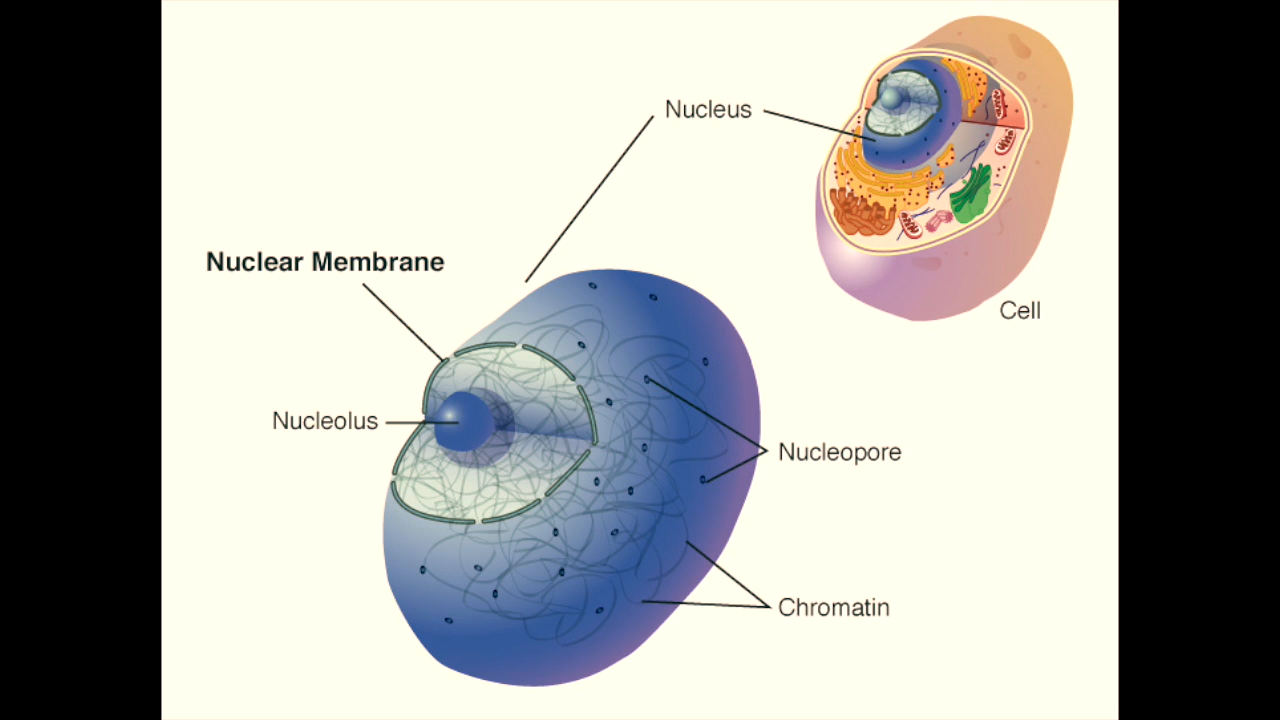 Nucleus
Nuclear Membrane
Cell
Nucleolus
Nucleopore
Chromatin